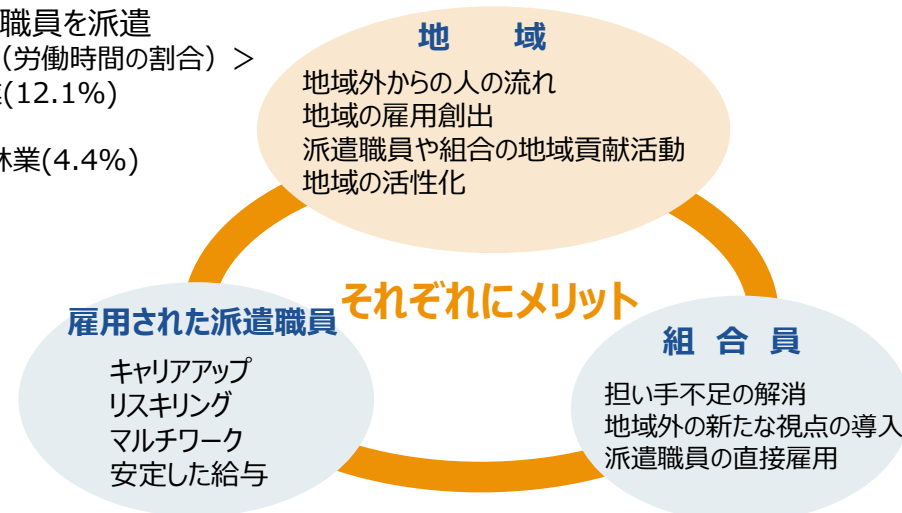 職員を派遣
（労働時間の割合）＞
(12.1%)
林業(4.4%)
地　域
地域外からの人の流れ
地域の雇用創出
派遣職員や組合の地域貢献活動
地域の活性化
それぞれにメリット
雇用された派遣職員
キャリアアップ
リスキリング
マルチワーク
安定した給与
組 合 員
担い手不足の解消
地域外の新たな視点の導入
派遣職員の直接雇用